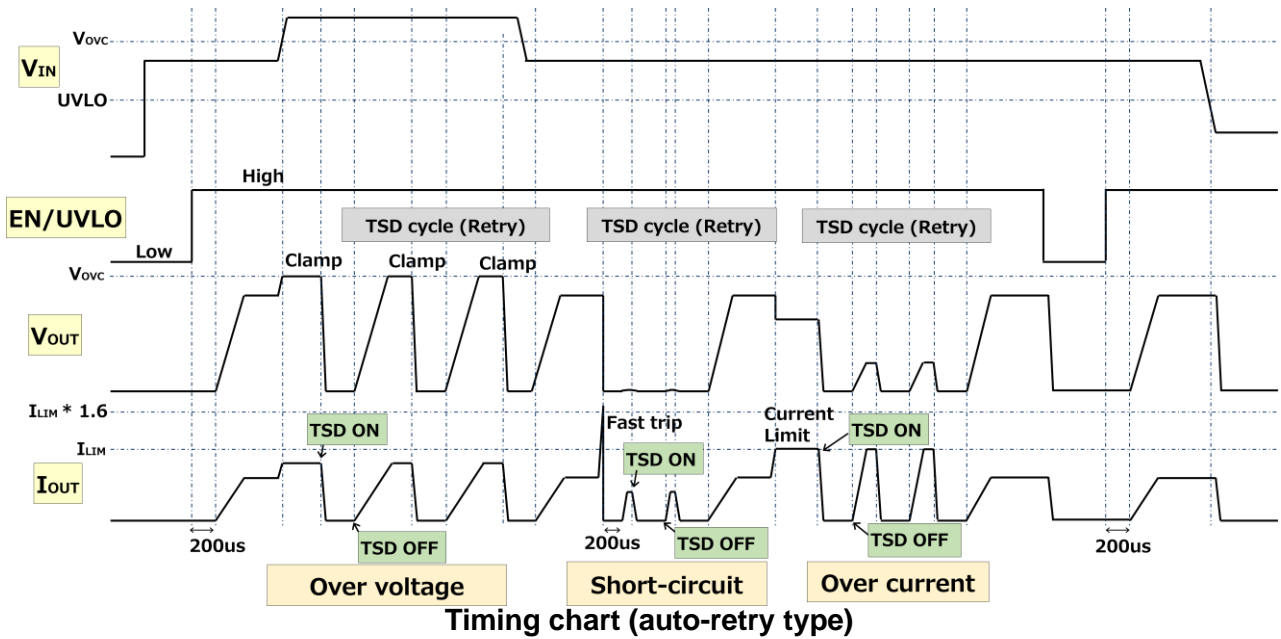 VOVC
VIN
UVLO
High
EN/UVLO
TSD cycle (Retry) TSD cycle (Retry) TSD cycle (Retry)
Low
VOVC
Clamp Clamp Clamp
VOUT
ILIM * 1.6
Fast trip
Current
Limit
TSD ON
TSD ON
ILIM
TSD ON
IOUT
200us
TSD OFF
200us
TSD OFF
TSD OFF
200us
Over voltage Short-circuit Over current
Timing chart (auto-retry type)